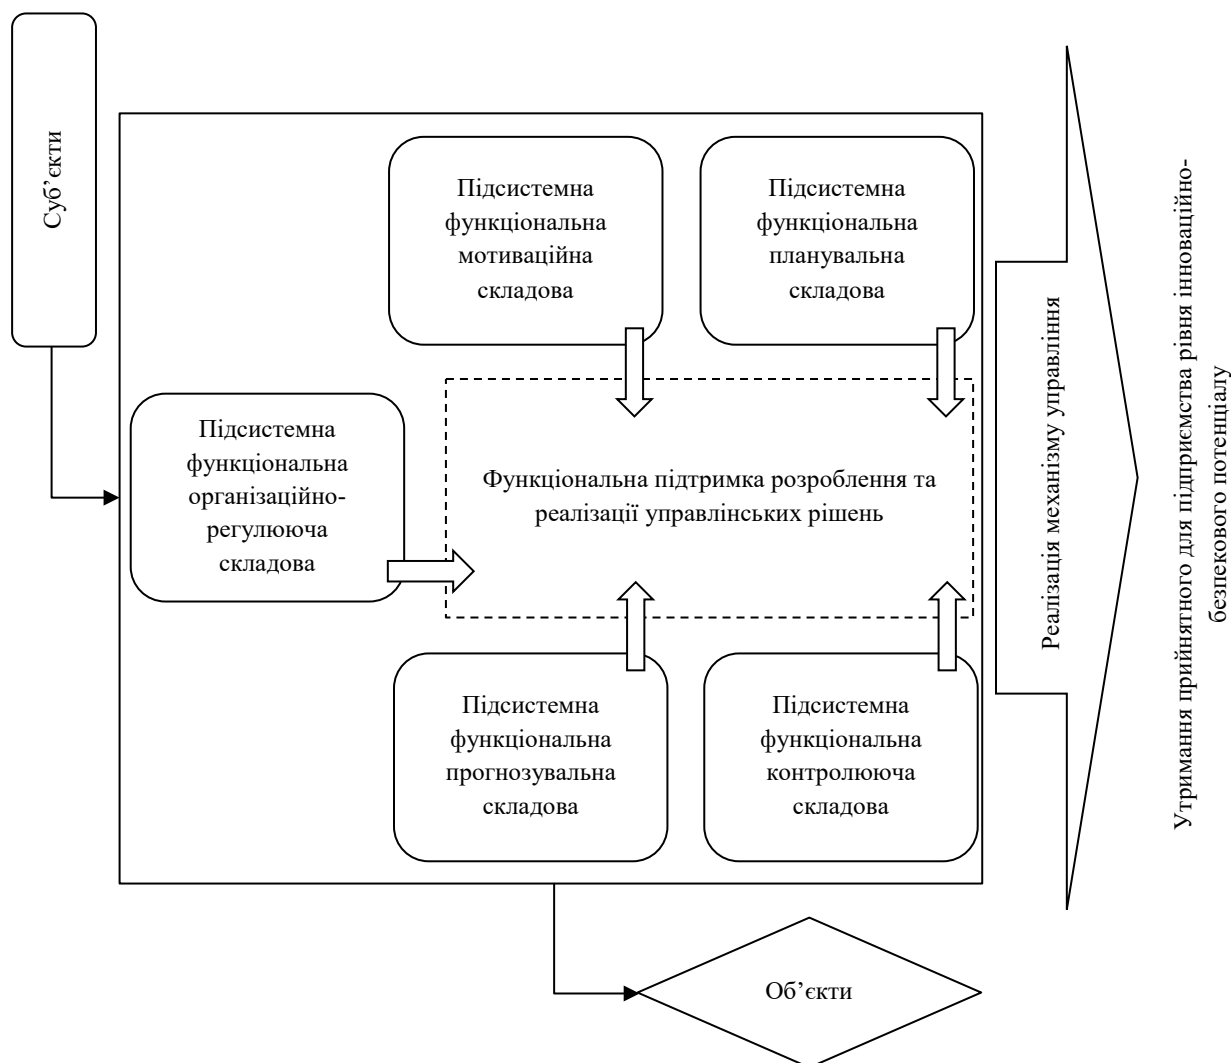 Суб’єкти
Підсистемна
функціональна
мотиваційна
складова
Підсистемна
функціональна
планувальна
складова
Підсистемна
функціональна
організаційно-
регулююча
складова
Функціональна підтримка розроблення та
реалізації управлінських рішень
Підсистемна
функціональна
прогнозувальна
складова
Підсистемна
функціональна
контролююча
складова
Об’єкти
Реалізація механізму управління
Утримання прийнятного для підприємства рівня інноваційно-
безпекового потенціалу